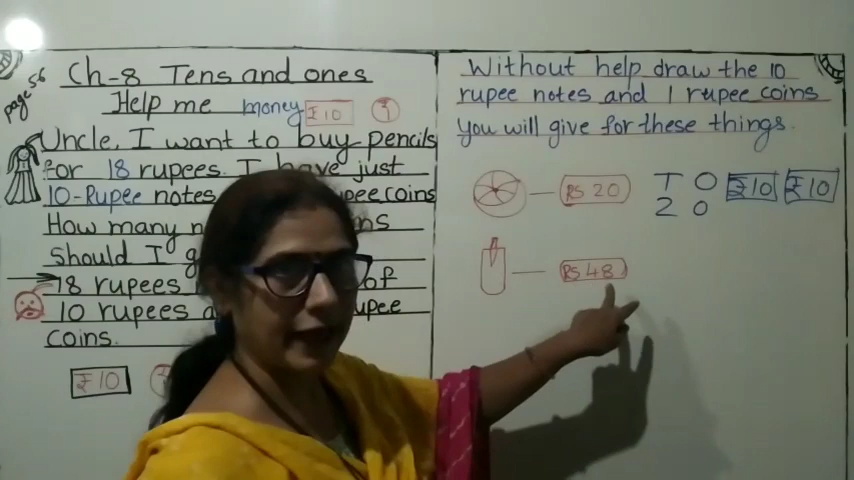 page 56
Ch-8 Tens and ones
Help me money ₹10 1
Uncle, I want to buy pencils
for 18 rupees. I have just
10-Rupee notes coins
How many
should I
18 rupees of
10 rupees
coins.
₹10
Without help draw the 10
rupee notes and 1 rupee coins
you will give for these things.
RS 20 T O ₹10 ₹10
2 0
RS 48